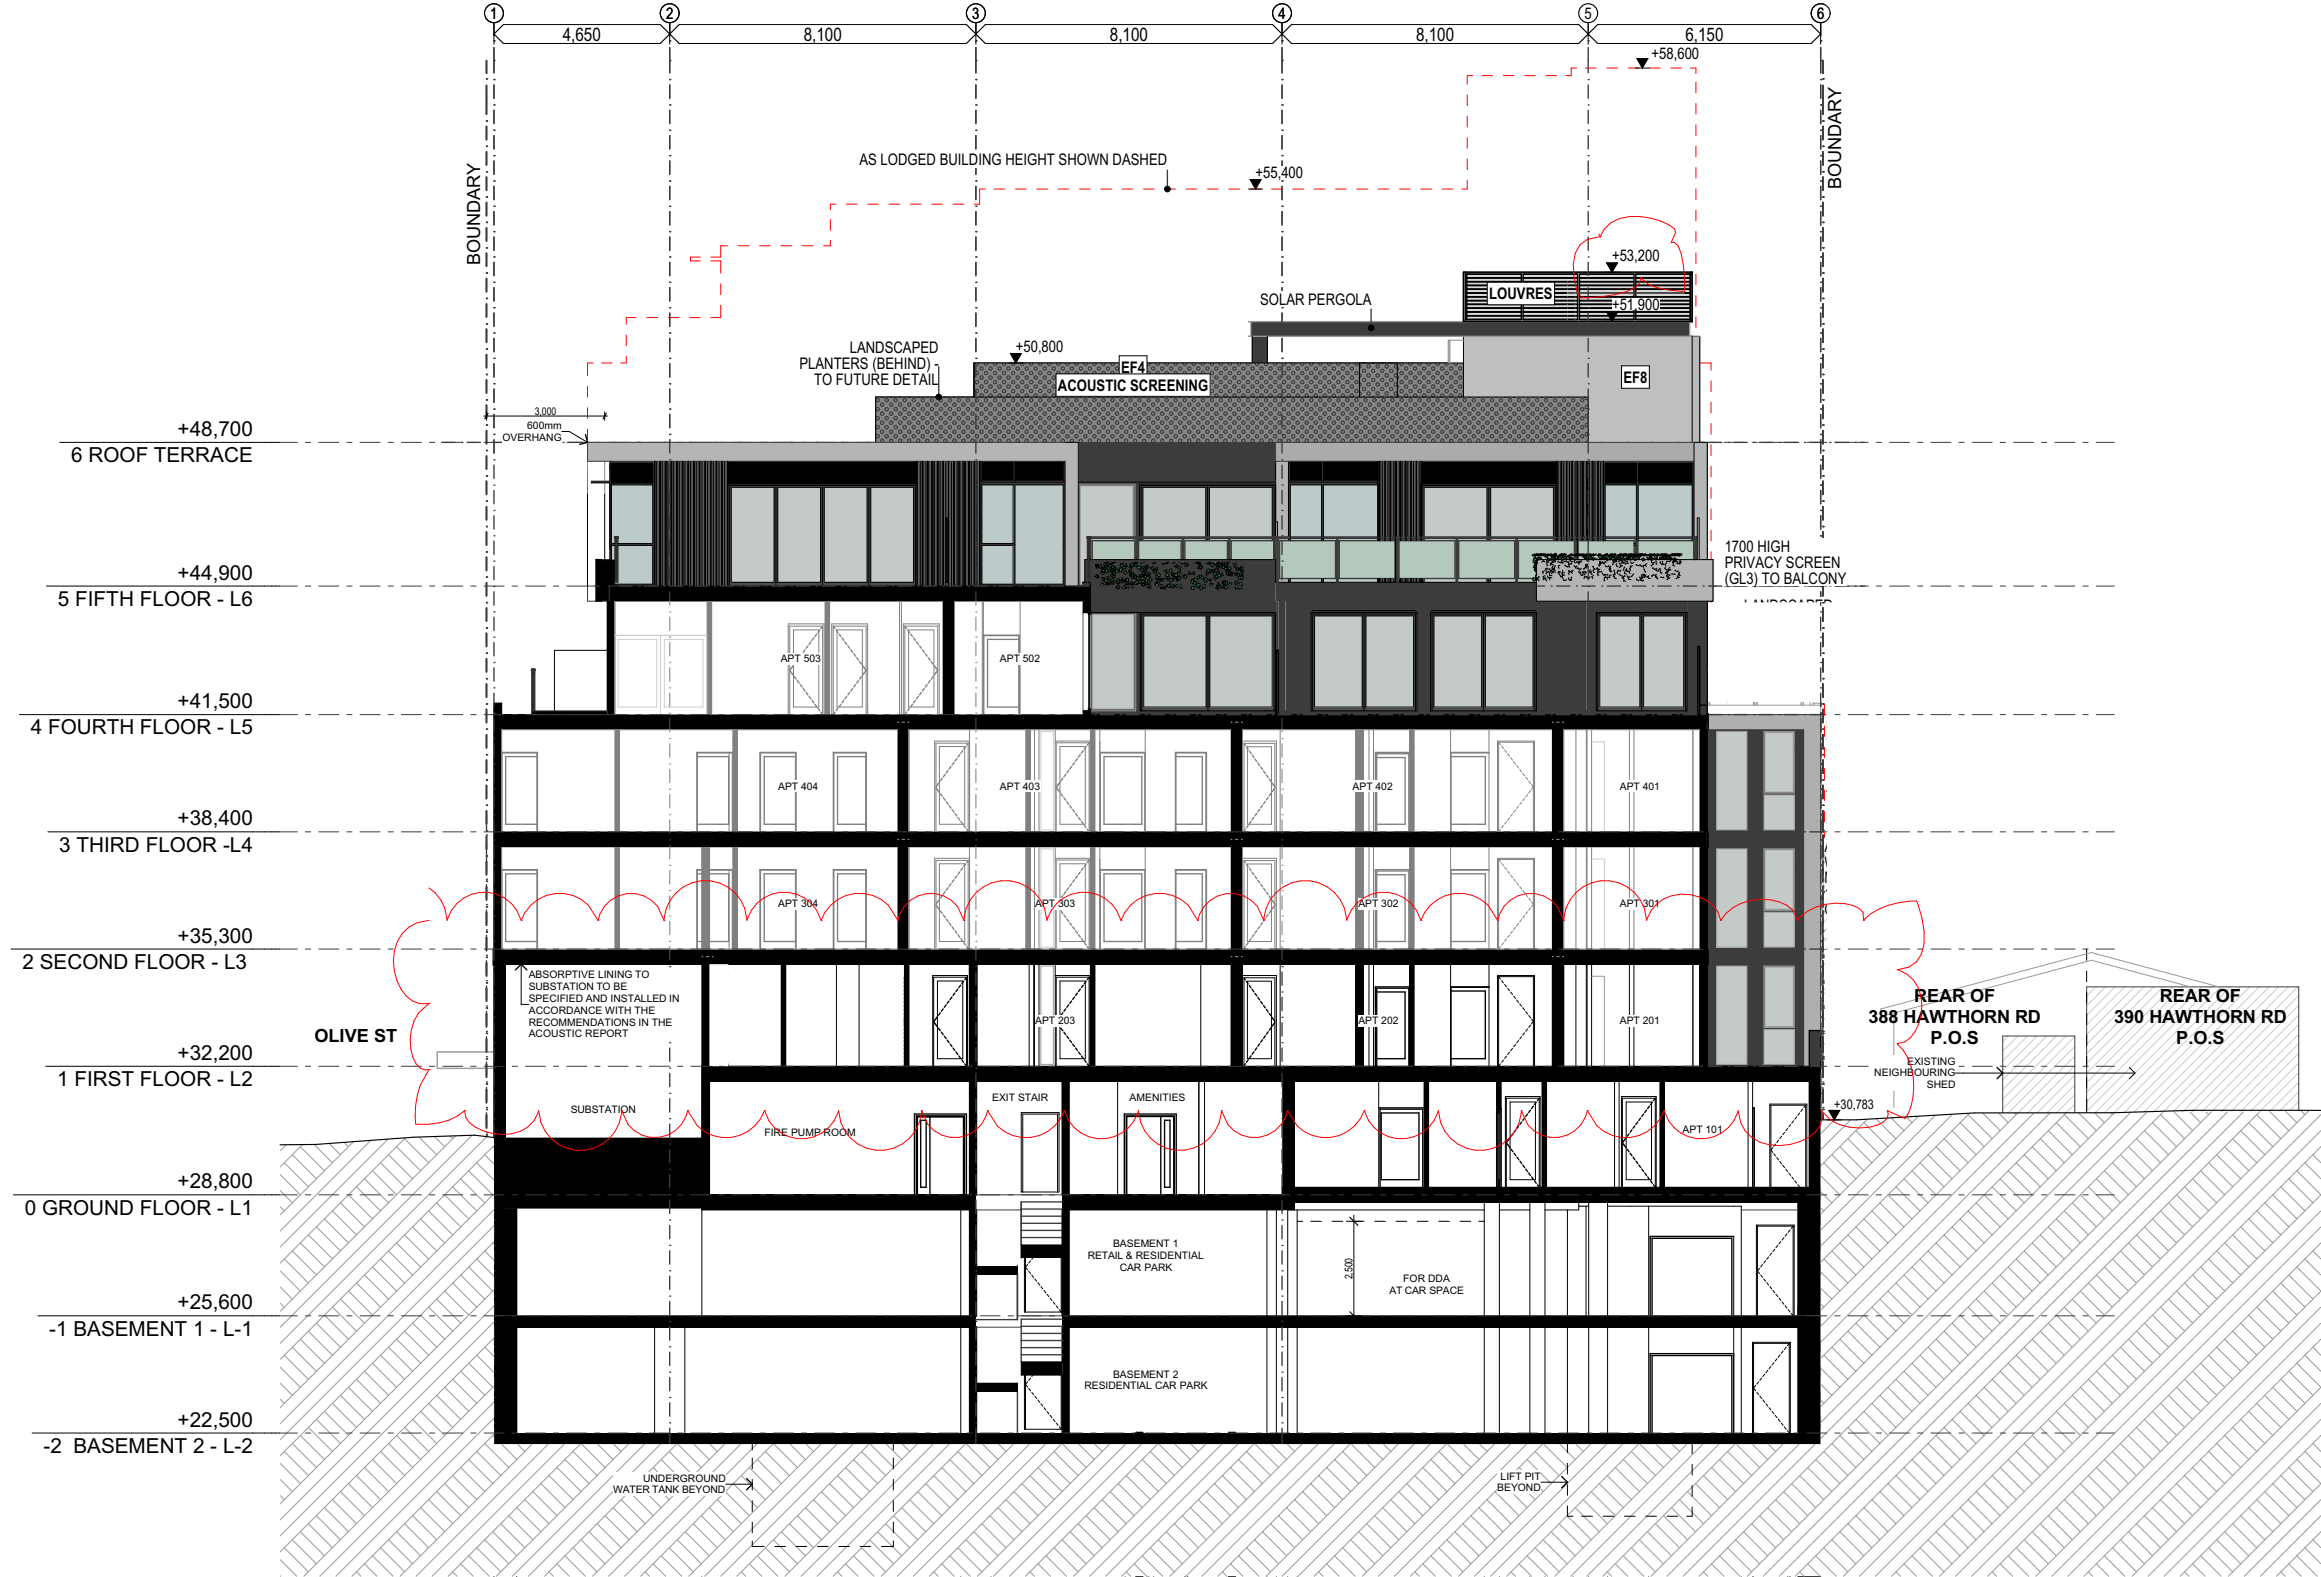 1
2
3
4
5
6
4,650
8,100
8,100
8,100
6,150
+58,600
BOUNDARY
BOUNDARY
AS LODGED BUILDING HEIGHT SHOWN DASHED
+55,400
+53,200
LOUVRES
+51,900
SOLAR PERGOLA
LANDSCAPED
PLANTERS (BEHIND) -
TO FUTURE DETAIL
+50,800
EF4
ACOUSTIC SCREENING
EF8
3,000
600mm
OVERHANG
+48,700
6 ROOF TERRACE
1700 HIGH
PRIVACY SCREEN
(GL3) TO BALCONY
LANDSCAPED
+44,900
5 FIFTH FLOOR - L6
APT 503
APT 502
+41,500
4 FOURTH FLOOR - L5
APT 404
APT 403
APT 402
APT 401
+38,400
3 THIRD FLOOR -L4
APT 304
APT 303
APT 302
APT 301
+35,300
2 SECOND FLOOR - L3
ABSORPTIVE LINING TO
SUBSTATION TO BE
SPECIFIED AND INSTALLED IN
ACCORDANCE WITH THE
RECOMMENDATIONS IN THE
ACOUSTIC REPORT
OLIVE ST
APT 203
APT 202
APT 201
REAR OF
388 HAWTHORN RD
P.O.S
REAR OF
390 HAWTHORN RD
P.O.S
EXISTING
NEIGHBOURING
SHED
+32,200
1 FIRST FLOOR - L2
SUBSTATION
FIRE PUMP ROOM
EXIT STAIR
AMENITIES
APT 101
+30,783
+28,800
0 GROUND FLOOR - L1
BASEMENT 1
RETAIL & RESIDENTIAL
CAR PARK
2,500
FOR DDA
AT CAR SPACE
+25,600
-1 BASEMENT 1 - L-1
BASEMENT 2
RESIDENTIAL CAR PARK
+22,500
-2 BASEMENT 2 - L-2
UNDERGROUND
WATER TANK BEYOND
LIFT PIT
BEYOND